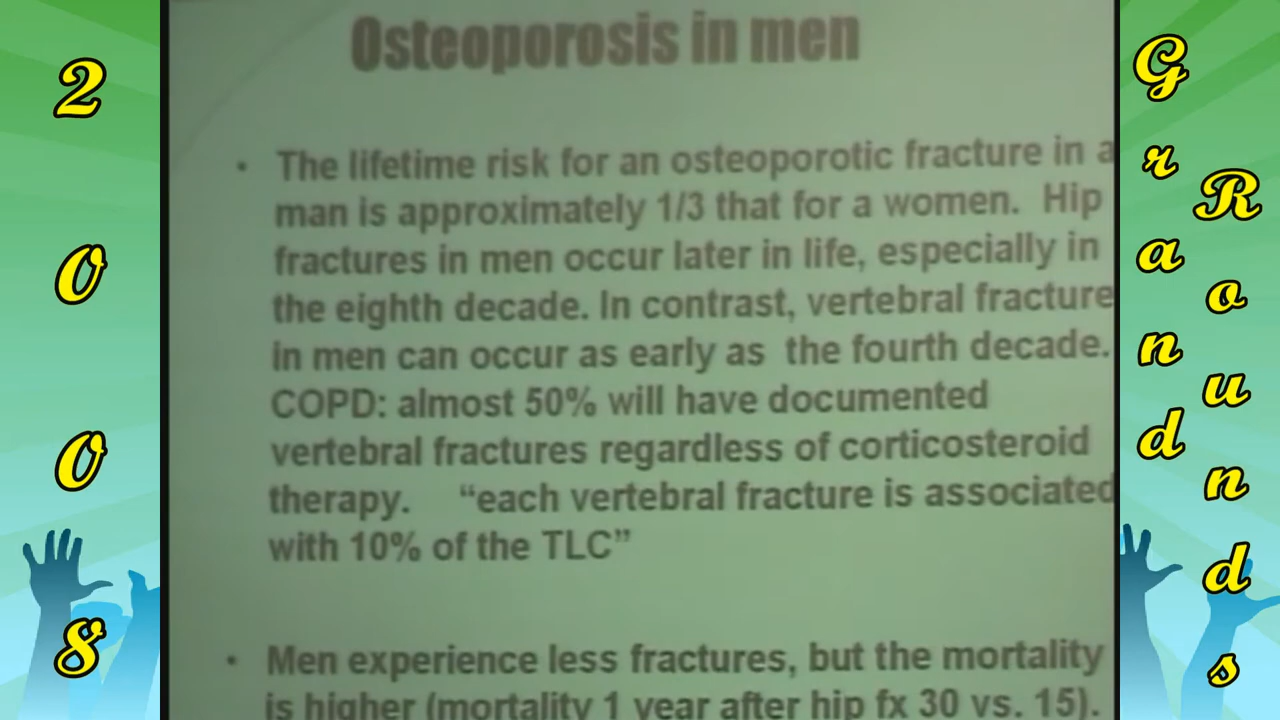 2008
Grand
Rounds
Osteoporosis in men
• The lifetime risk for an osteoporotic fracture in a
man is approximately 1/3 that for a women. Hip
fractures in men occur later in life, especially in
the eighth decade. In contrast, vertebral fracture
in men can occur as early as the fourth decade.
COPD: almost 50% will have documented
vertebral fractures regardless of corticosteroid
therapy. “each vertebral fracture is associated
with 10% of the TLC”
• Men experience less fractures, but the mortality
is higher (mortality 1 year after hip fx 30 vs. 15).